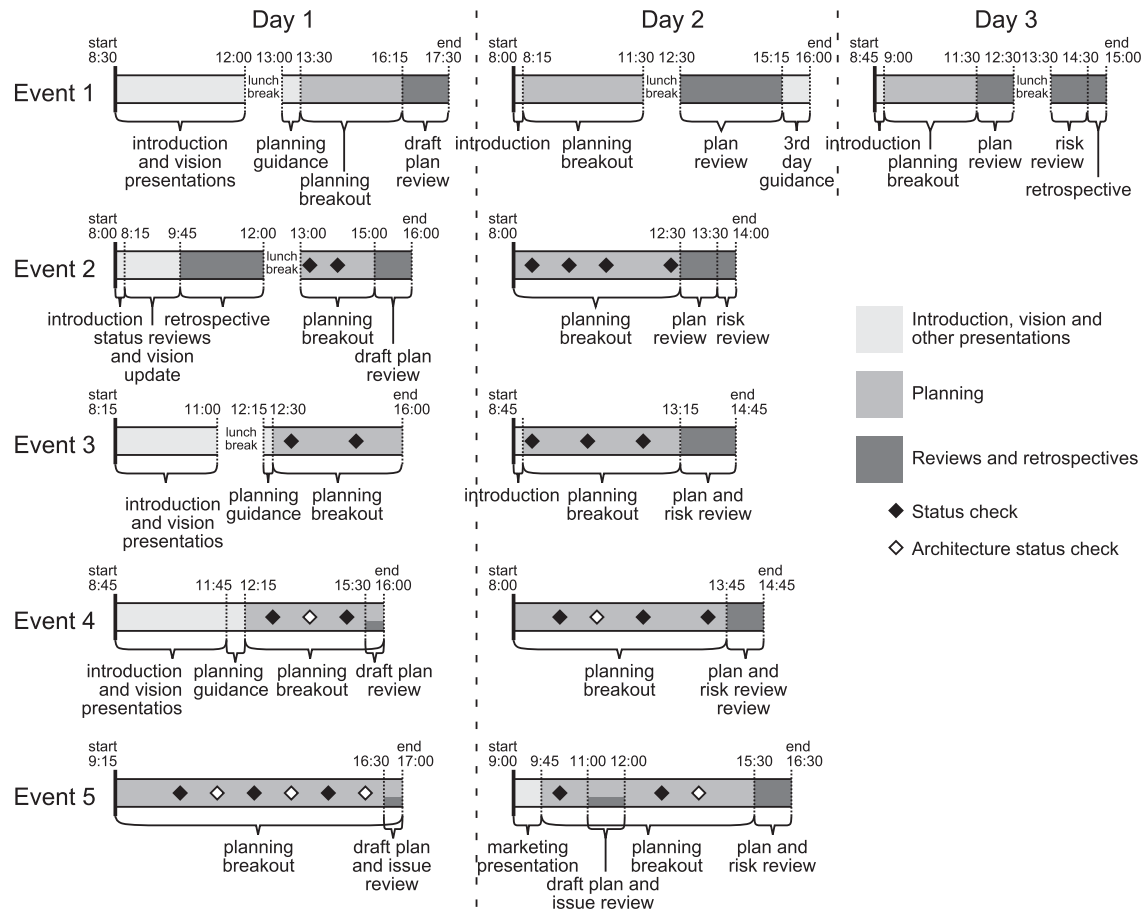 Day 1
Day 2
Day 3
start
end
start
end
start
end
8:30
12:00
13:00
13:30
16:15
17:30
8:00
8:15
11:30
12:30
15:15
16:00
8:45
9:00
11:30
12:30
13:30
14:30
15:00
Event 1
lunch
break
lunch
break
lunch
break
introduction
and vision
presentations
planning
guidance
planning
breakout
draft
plan
review
introduction
planning
breakout
plan
review
3rd
day
guidance
introduction
planning
breakout
plan
review
risk
review
retrospective
start
end
start
end
8:00
8:15
9:45
12:00
13:00
15:00
16:00
8:00
12:30
13:30
14:00
Event 2
lunch
break
introduction
status reviews
and vision
update
retrospective
planning
breakout
draft plan
review
planning
breakout
plan
review
risk
review
start
end
start
end
8:15
11:00
12:15
12:30
16:00
8:45
13:15
14:45
Event 3
lunch
break
introduction
and vision
presentatios
planning
guidance
planning
breakout
introduction
planning
breakout
plan and
risk review
start
end
start
end
8:45
11:45
12:15
15:30
16:00
8:00
13:45
14:45
Event 4
introduction
and vision
presentatios
planning
guidance
planning
breakout
draft plan
review
planning
breakout
plan and
risk review
review
start
end
start
end
9:15
16:30
17:00
9:00
9:45
11:00
12:00
15:30
16:30
Event 5
planning
breakout
draft plan
and issue
review
marketing
presentation
draft plan and
issue review
planning
breakout
plan and
risk review
Introduction, vision and
other presentations
Planning
Reviews and retrospectives
Status check
Architecture status check